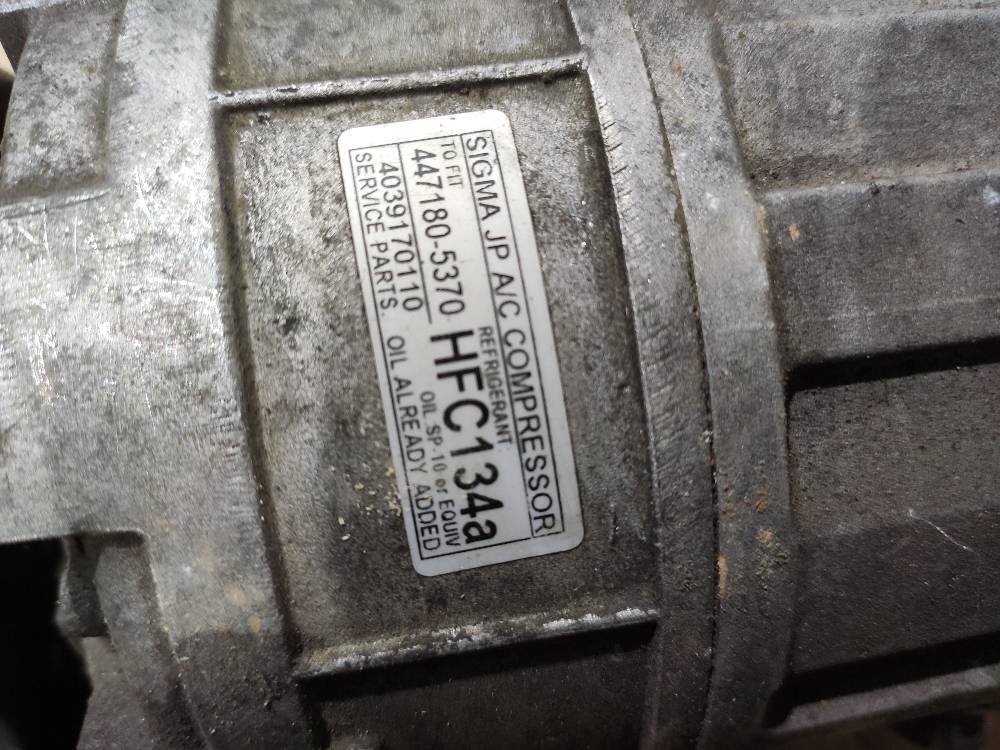 SIGMA JP A/C COMPRESSOR
TO FIT
REFRIGERANT:
447180-5370 HFC134a
4039170110 OIL. SP-10 or EQUIV
SERVICE PARTS. OIL ALREADY ADDED